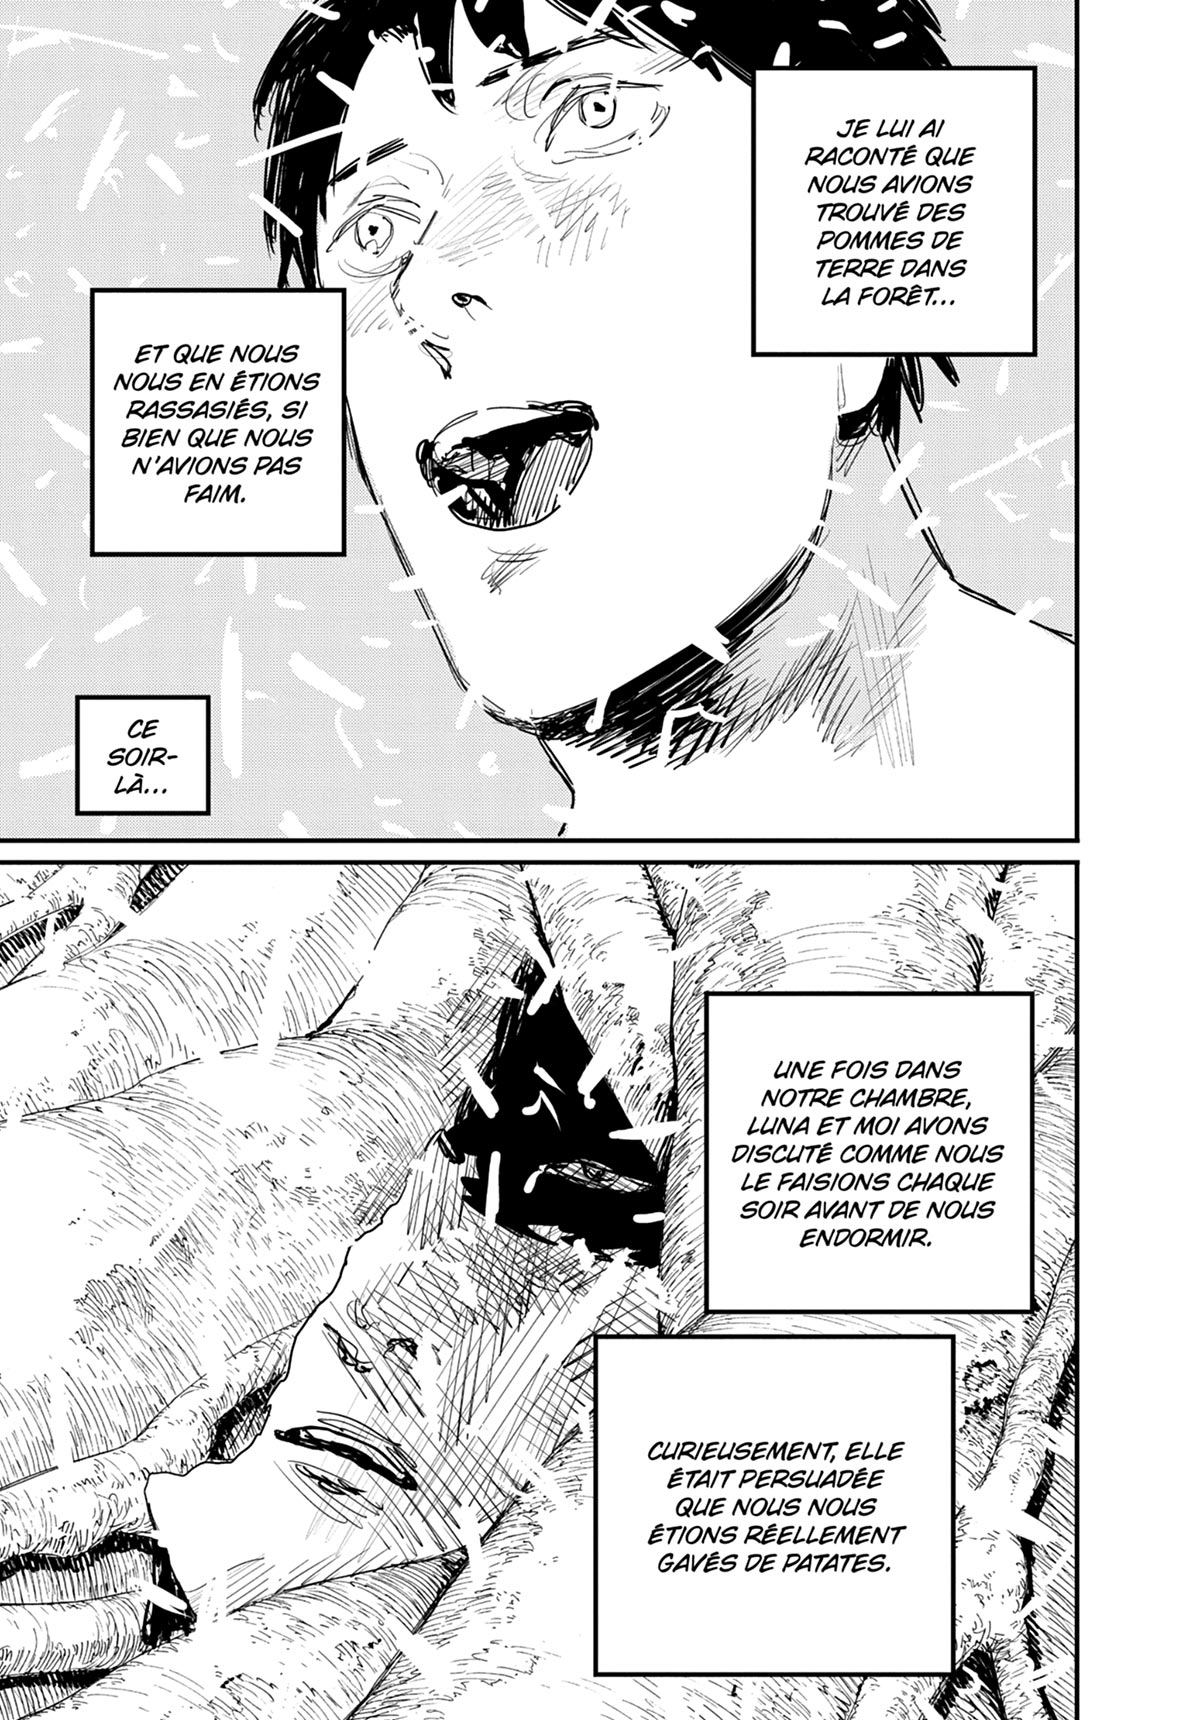 JE LUI AI
RACONTÉ QUE
NOUS AVIONS
TROUVÉ DES
POMMES DE
TERRE DANS
LA FORÊT...
ET QUE NOUS
NOUS EN ÉTIONS
RASSASIÉS, SI
BIEN QUE NOUS
N'AVIONS PAS
FAIM.
CE
SOIR-
LÀ...
UNE FOIS DANS
NOTRE CHAMBRE,
LUNA ET MOI AVONS
DISCUTÉ COMME NOUS
LE FAISIONS CHAQUE
SOIR AVANT DE NOUS
ENDORMIR.
CURIEUSEMENT, ELLE
ÉTAIT PERSUADÉE
QUE NOUS NOUS
ÉTIONS RÉELLEMENT
GAVÉS DE PATATES.